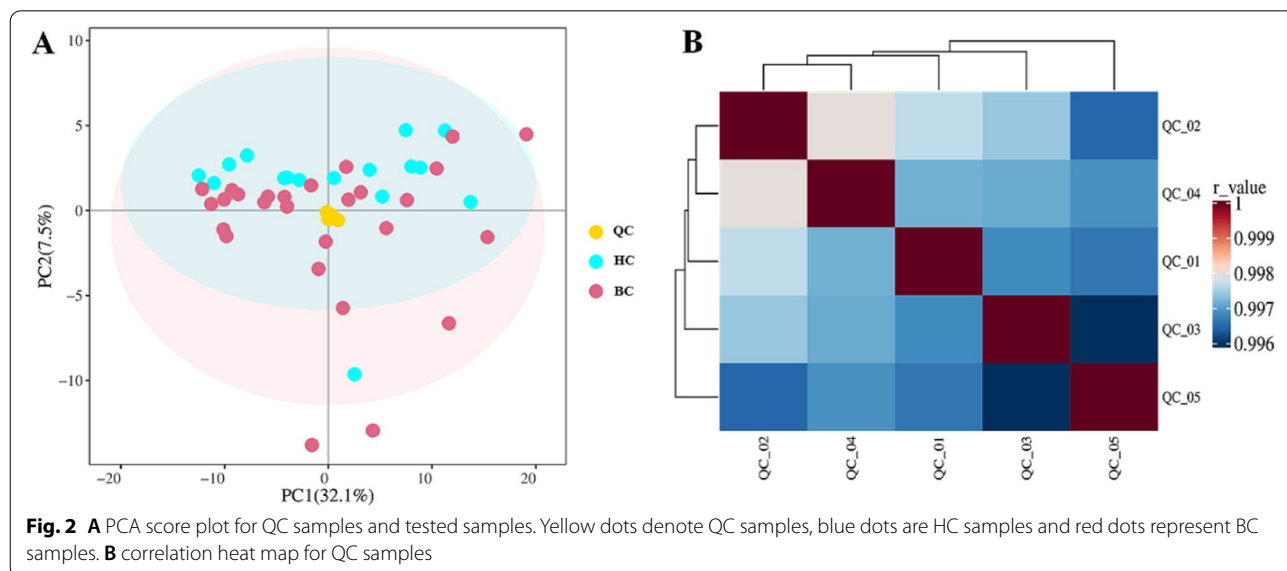 A
10
5
0
−5
−10
PC2(7.5%)
−20
−10
0
10
20
PC1(32.1%)
QC
HC
BC
B
QC_02
QC_04
QC_01
QC_03
QC_05
QC_02
QC_04
QC_01
QC_03
QC_05
r_value
1
0.999
0.998
0.997
0.996
Fig. 2 A PCA score plot for QC samples and tested samples. Yellow dots denote QC samples, blue dots are HC samples and red dots represent BC
samples. B correlation heat map for QC samples